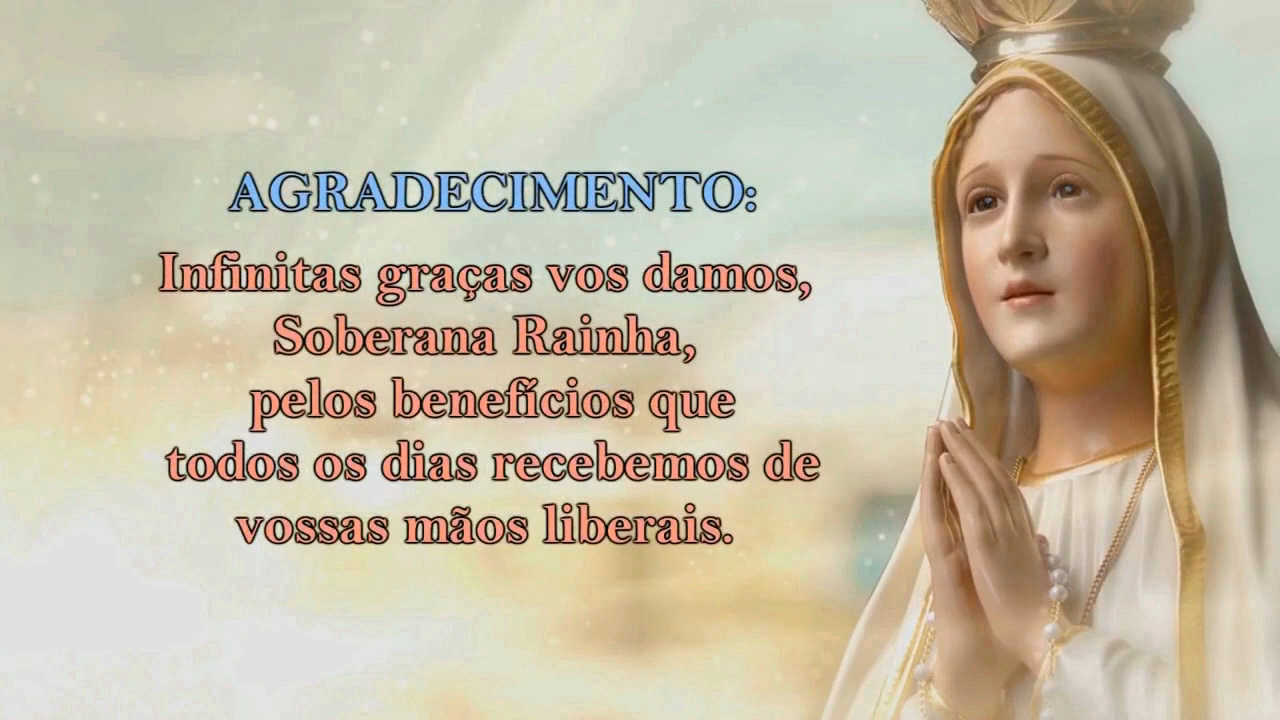 AGRADECIMENTO:
Infinitas graças vos damos,
Soberana Rainha,
pelos benefícios que
todos os dias recebemos de
vossas mãos liberais.